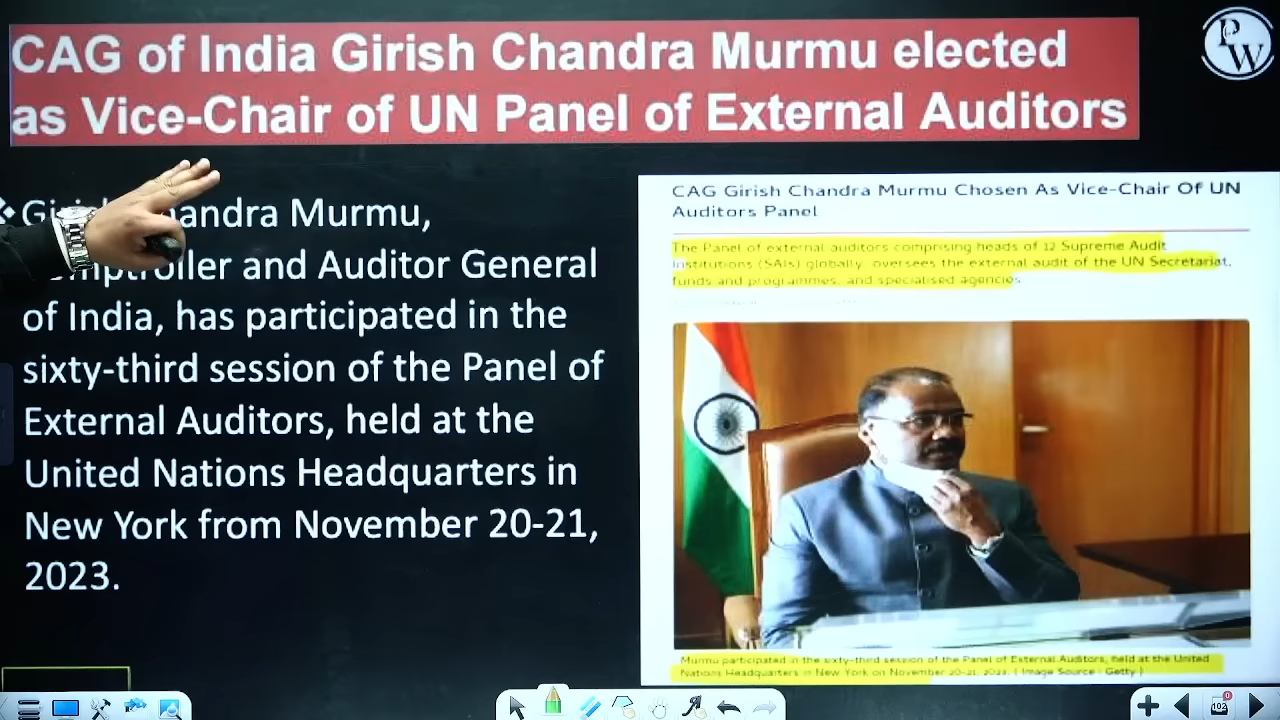 CAG of India Girish Chandra Murmu elected
as Vice-Chair of UN Panel of External Auditors
PW
Murmu,
and Auditor General
of India, has participated in the
sixty-third session of the Panel of
External Auditors, held at the
United Nations Headquarters in
New York from November 20-21,
2023.
CAG Girish Chandra Murmu Chosen As Vice-Chair Of UN
Auditors Panel
The Panel of external auditors comprising heads of 12 Supreme Audit
Institutions (SAIs) globally, oversees the external audit of the UN Secretariat,
funds and programmes, and specialised agencies
Murmu participated in the sixty-third session of the Panel of External Auditors, held at the United
Nations Headquarters in New York on November 20-21, 2023. ( Image Source : Getty )
102